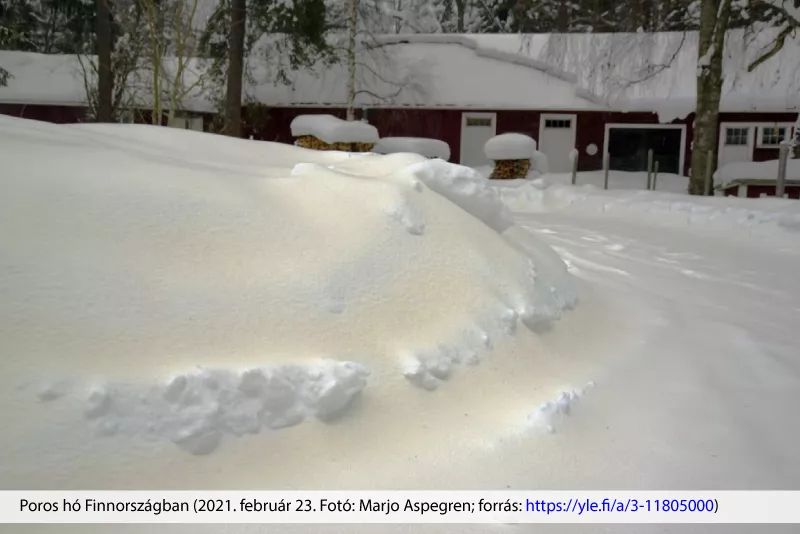 Poros hó Finnországban (2021. február 23. Fotó: Marjo Aspegren; forrás: https://yle.fi/a/3-11805000)